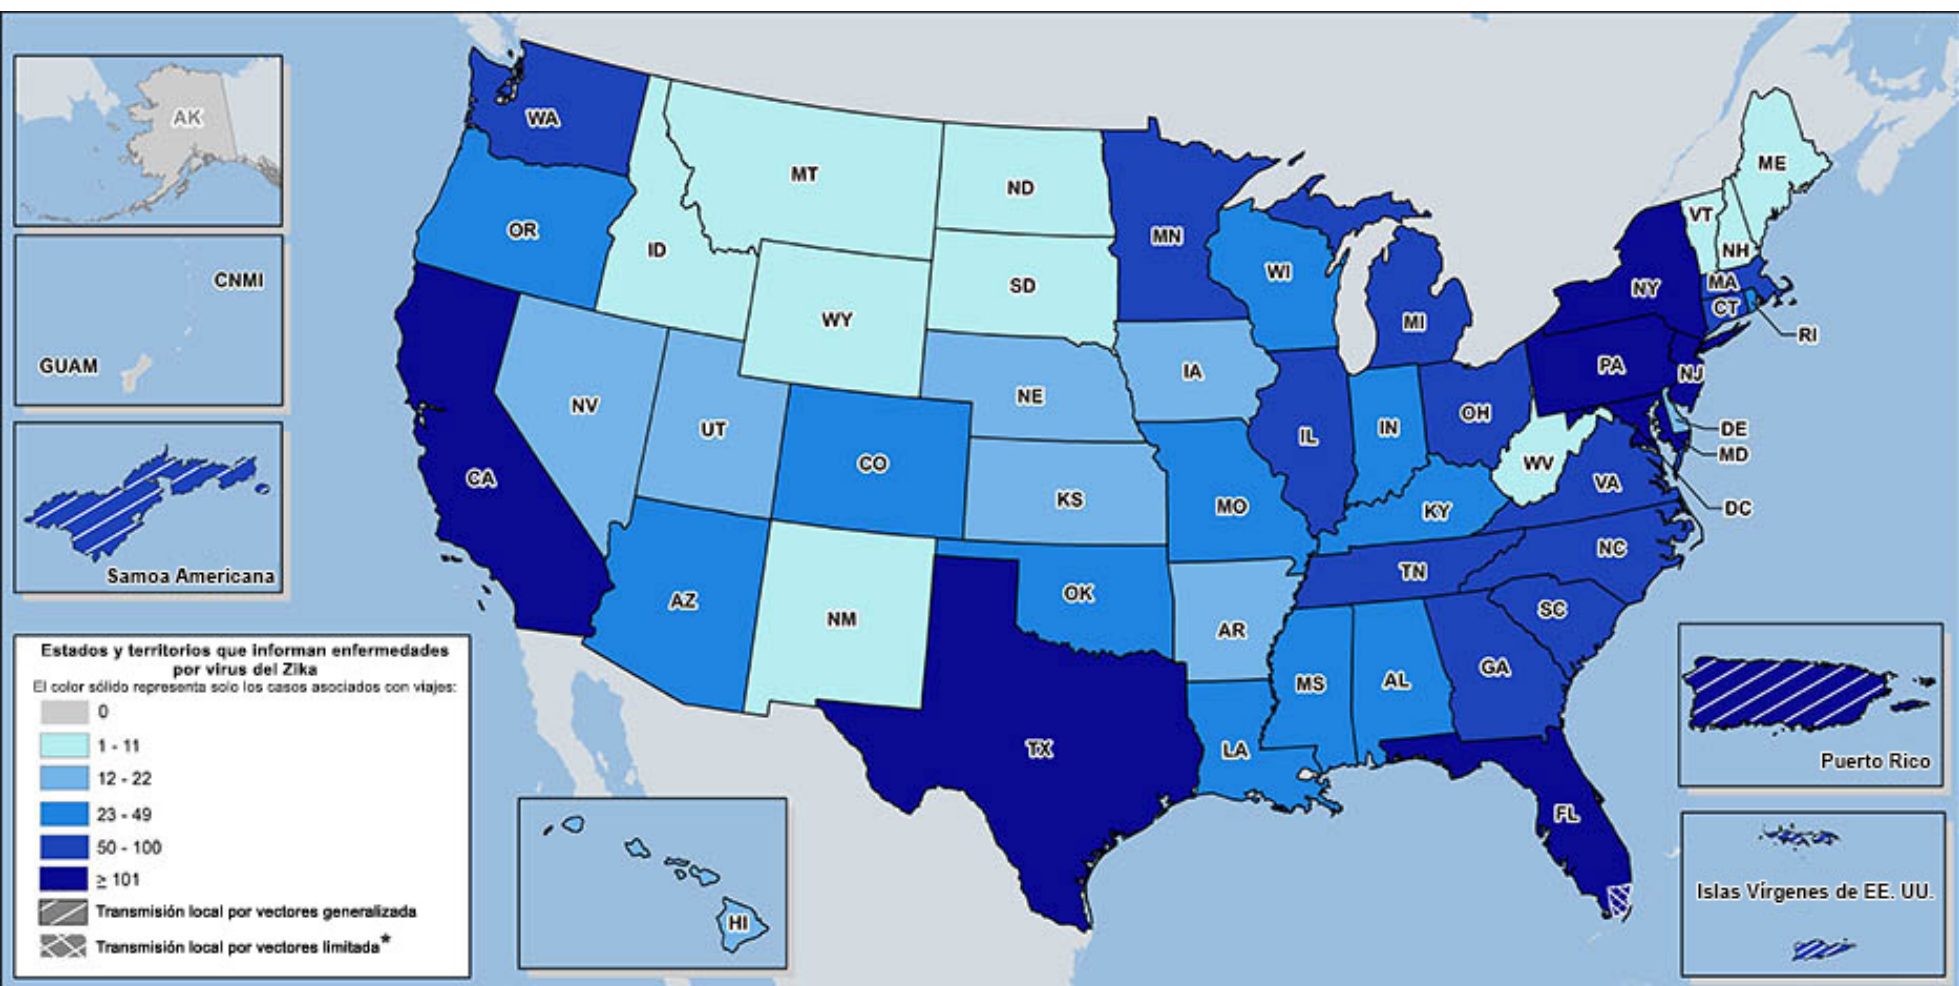 AK
CNMI
GUAM
Samoa Americana
Estados y territorios que informan enfermedades
por virus del Zika
El color sólido representa solo los casos asociados con viajes:
0
1 - 11
12 - 22
23 - 49
50 - 100
≥ 101
Transmisión local por vectores generalizada
Transmisión local por vectores limitada*
WA
OR
CA
ID
NV
MT
WY
UT
AZ
CO
NM
ND
SD
NE
KS
OK
TX
MN
IA
MO
AR
LA
WI
IL
MI
IN
OH
KY
TN
MS
AL
GA
FL
SC
NC
VA
WV
PA
NY
NJ
VT
NH
ME
MA
CT
RI
DE
MD
DC
HI
Puerto Rico
Islas Vírgenes de EE. UU.